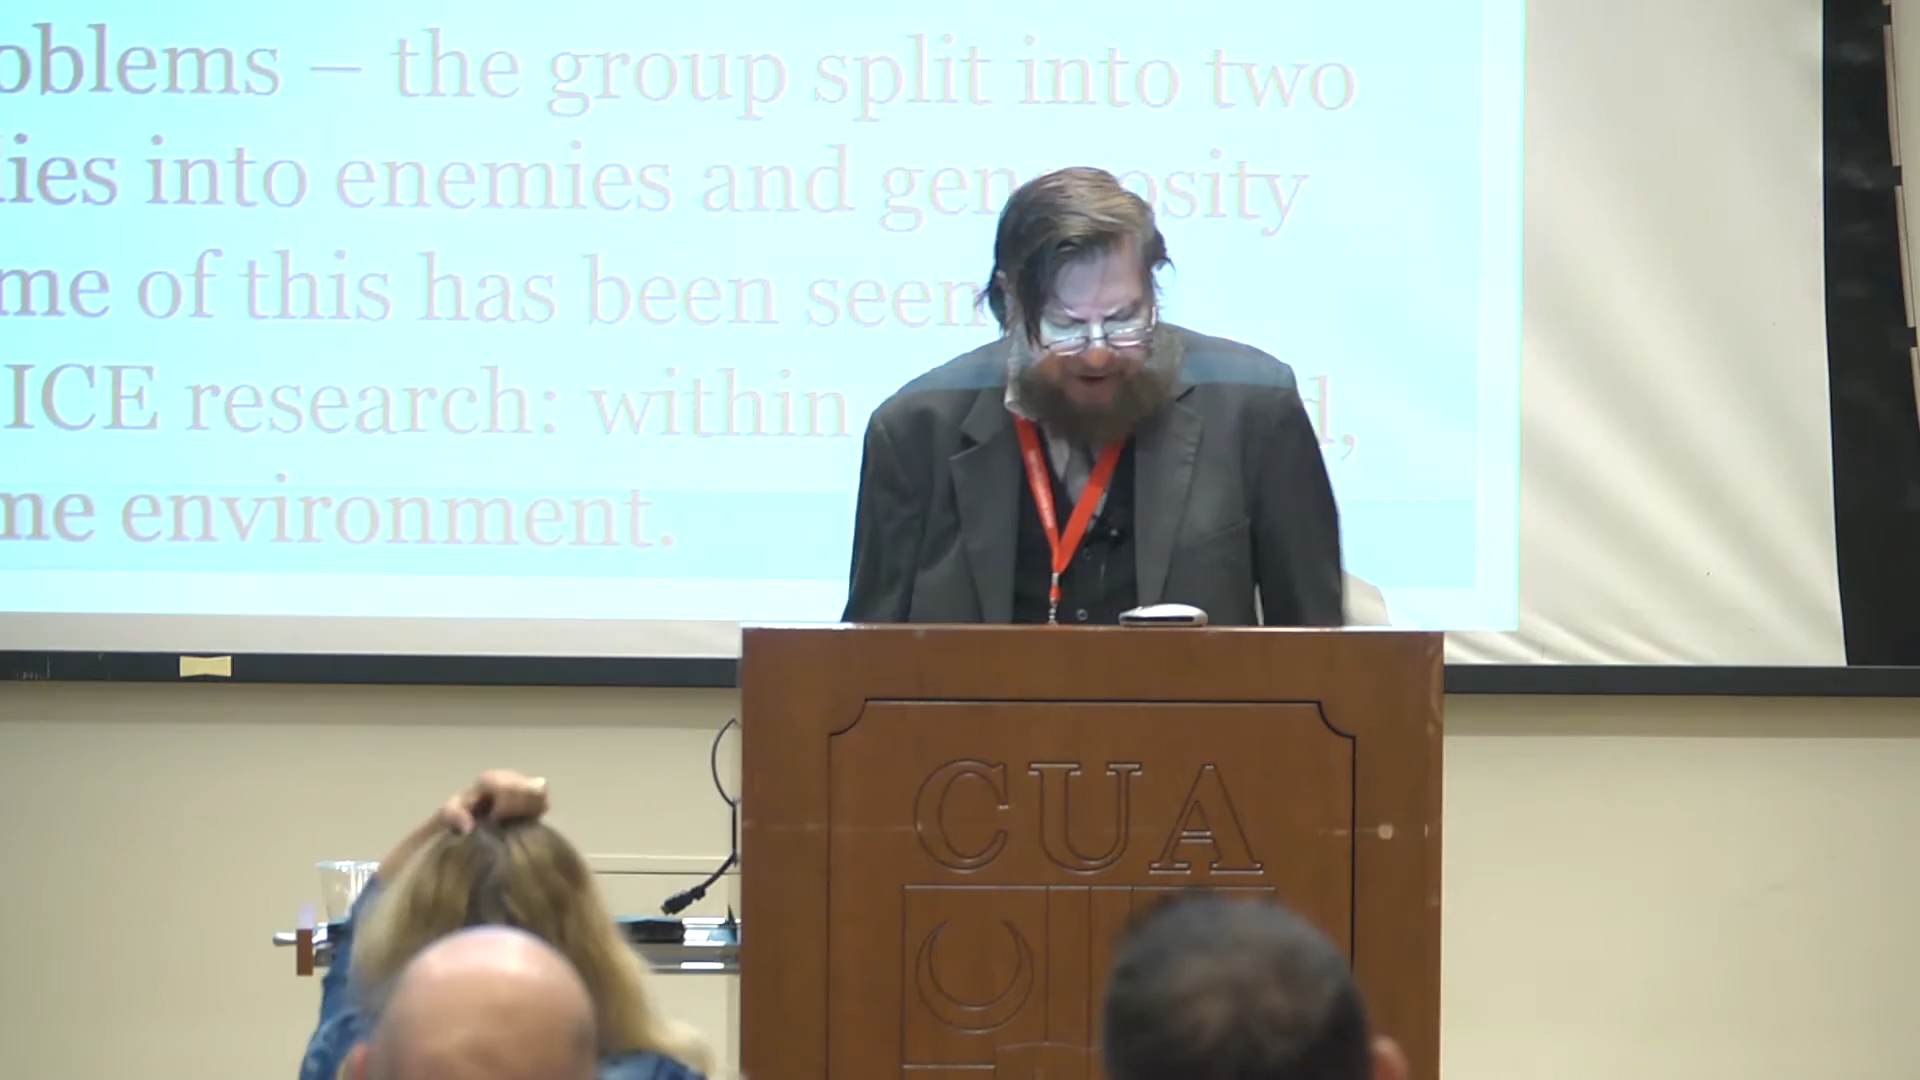 oblems – the group split into two
lies into enemies and gen osity
me of this has been seen
ICE research: within d,
me environment.
CUA